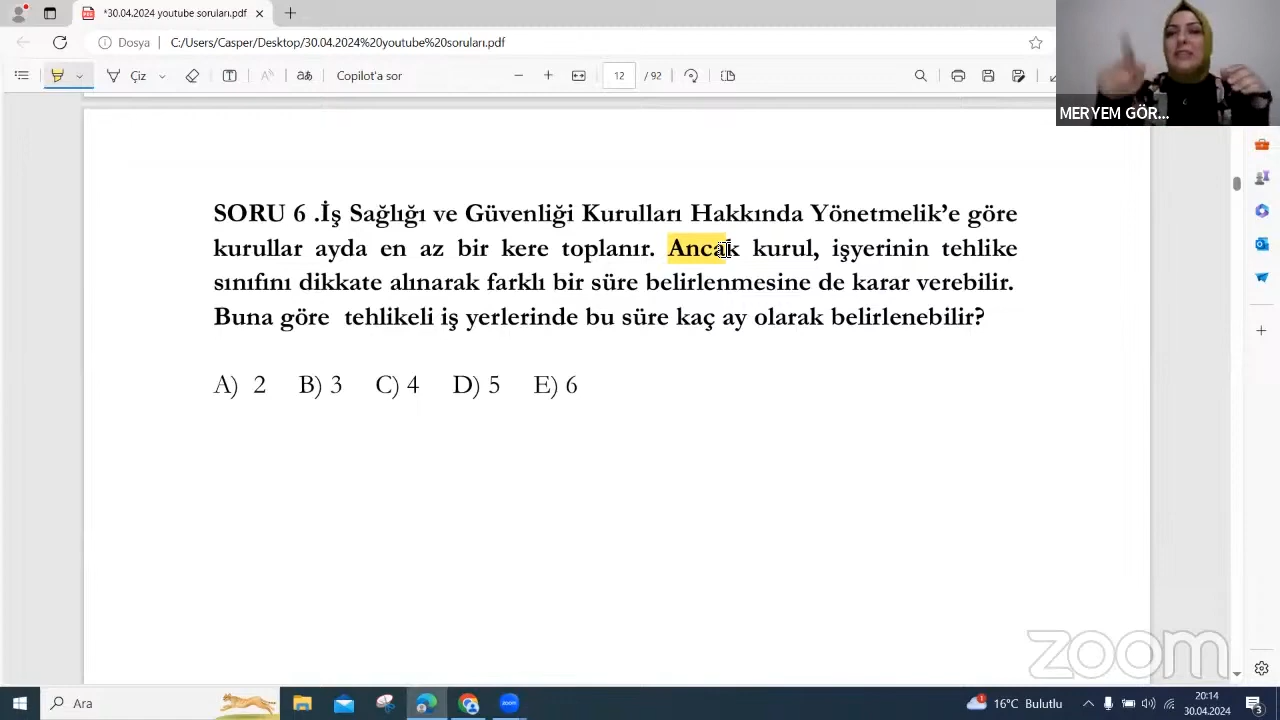 *30.04.2024 youtube soruları.pdf
Dosya
C:/Users/Casper/Desktop/30.04.2024%20youtube%20soruları.pdf
Çiz
Copilot'a sor
12
/ 92
MERYEM GÖR...
SORU 6 .İş Sağlığı ve Güvenliği Kurulları Hakkında Yönetmelik’e göre
kurullar ayda en az bir kere toplanır. Ancak kurul, işyerinin tehlike
sınıfını dikkate alınarak farklı bir süre belirlenmesine de karar verebilir.
Buna göre tehlikeli iş yerlerinde bu süre kaç ay olarak belirlenebilir?
A) 2 B) 3 C) 4 D) 5 E) 6
zoom
Ara
zoom
16°C Bulutlu
20:14
30.04.2024
3